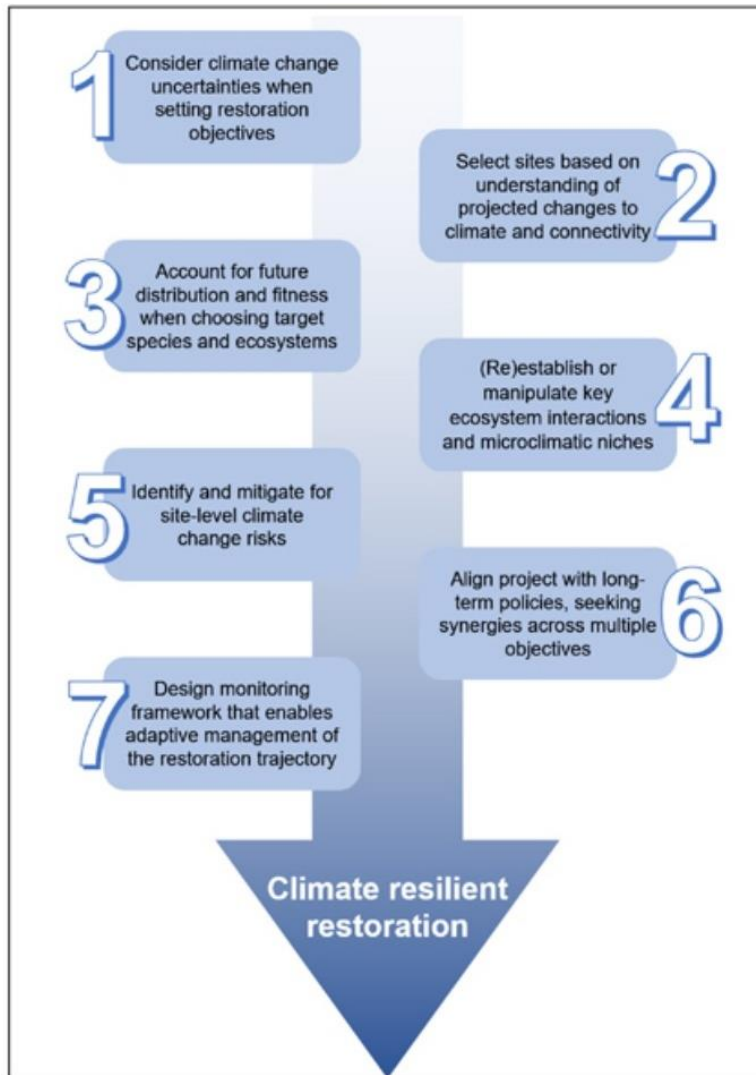 1
Consider climate change
uncertainties when
setting restoration
objectives
2
Select sites based on
understanding of
projected changes to
climate and connectivity
3
Account for future
distribution and fitness
when choosing target
species and ecosystems
4
(Re)establish or
manipulate key
ecosystem interactions
and microclimatic niches
5
Identify and mitigate for
site-level climate
change risks
6
Align project with long-
term policies, seeking
synergies across multiple
objectives
7
Design monitoring
framework that enables
adaptive management of
the restoration trajectory
Climate resilient
restoration